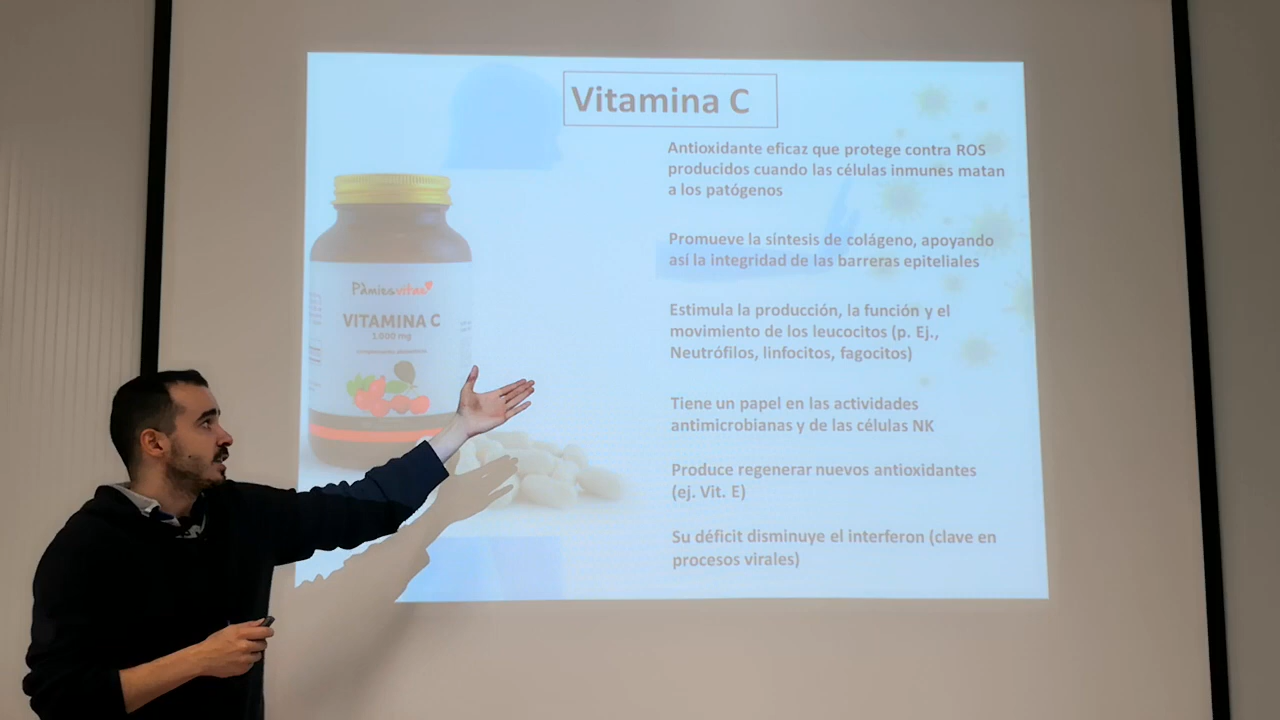 Vitamina C
Antioxidante eficaz que protege contra ROS
producidos cuando las células inmunes matan
a los patógenos
Promueve la síntesis de colágeno, apoyando
así la integridad de las barreras epiteliales
Estimula la producción, la función y el
movimiento de los leucocitos (p. Ej.,
Neutrófilos, linfocitos, fagocitos)
Tiene un papel en las actividades
antimicrobianas y de las células NK
Produce regenerar nuevos antioxidantes
(ej. Vit. E)
Su déficit disminuye el interferon (clave en
procesos virales)
Pàmiesvitae
VITAMINA C
1.000 mg